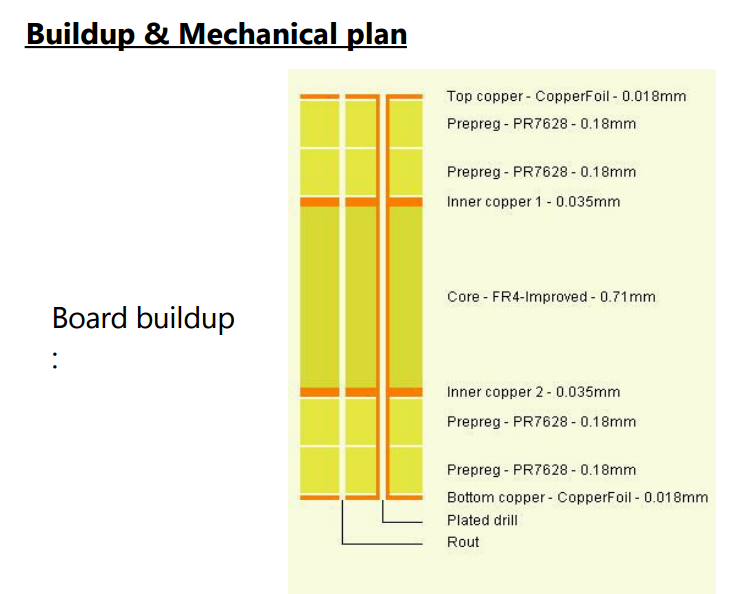 Buildup & Mechanical plan
Top copper - CopperFoil - 0.018mm
Prepreg - PR7628 - 0.18mm
Prepreg - PR7628 - 0.18mm
Inner copper 1 - 0.035mm
Core - FR4-Improved - 0.71mm
Board buildup
:
Inner copper 2 - 0.035mm
Prepreg - PR7628 - 0.18mm
Prepreg - PR7628 - 0.18mm
Bottom copper - CopperFoil - 0.018mm
Plated drill
Rout